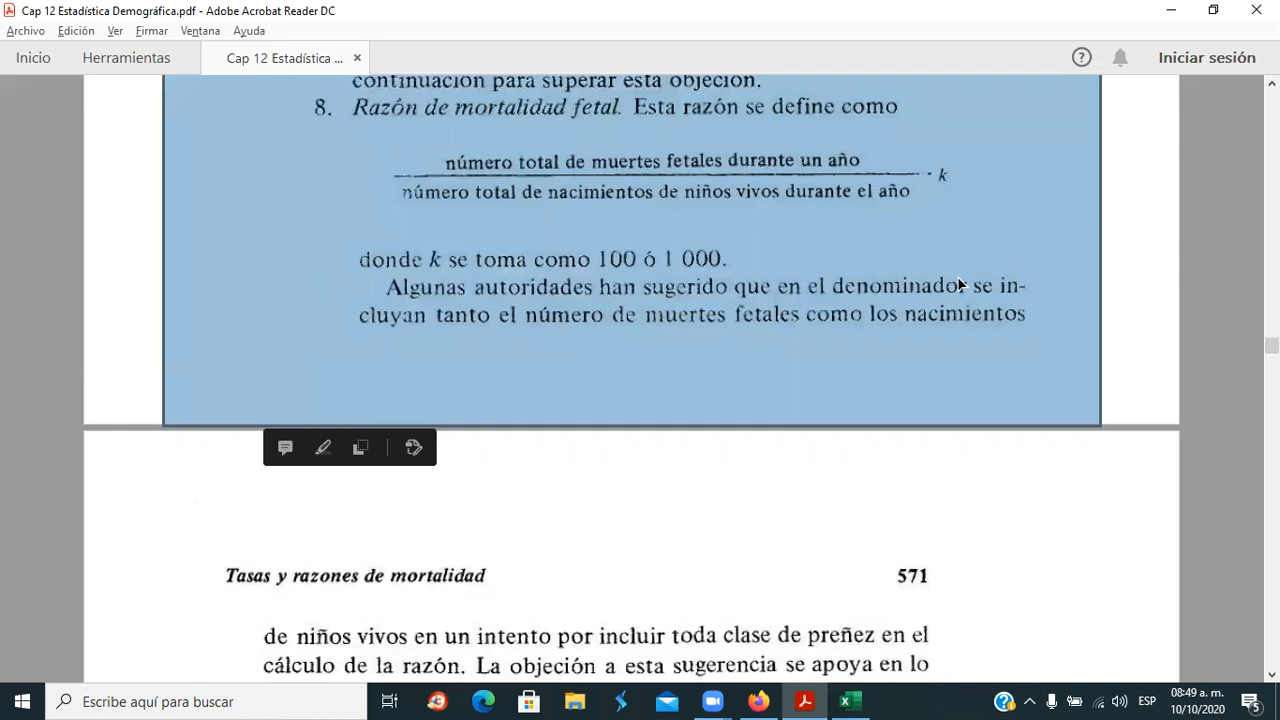 Cap 12 Estadística Demográfica.pdf - Adobe Acrobat Reader DC
Archivo Edición Ver Firmar Ventana Ayuda
Inicio Herramientas Cap 12 Estadística ... × Iniciar sesión
continuación para superar esta objeción.
8. Razón de mortalidad fetal. Esta razón se define como
número total de muertes fetales durante un año
número total de nacimientos de niños vivos durante el año · k
donde k se toma como 100 ó 1 000.
Algunas autoridades han sugerido que en el denominador se in-
cluyan tanto el número de muertes fetales como los nacimientos
Tasas y razones de mortalidad 571
de niños vivos en un intento por incluir toda clase de preñez en el
cálculo de la razón. La objeción a esta sugerencia se apoya en lo
Escribe aquí para buscar
ESP
08:49 a. m.
10/10/2020
5